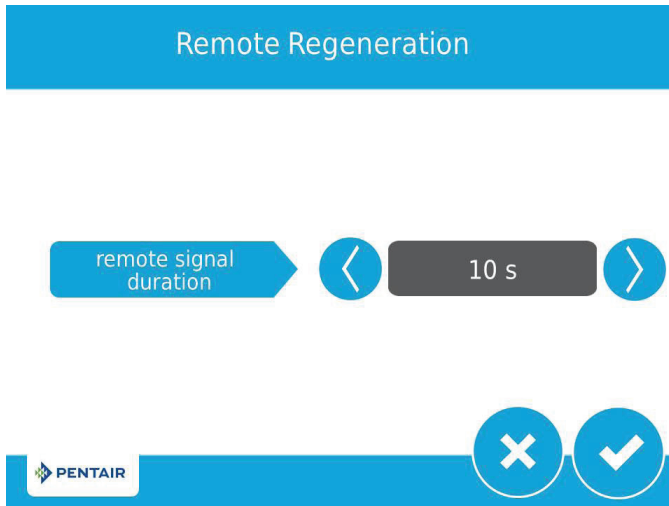 Remote Regeneration
remote signal
duration
10 s
PENTAIR